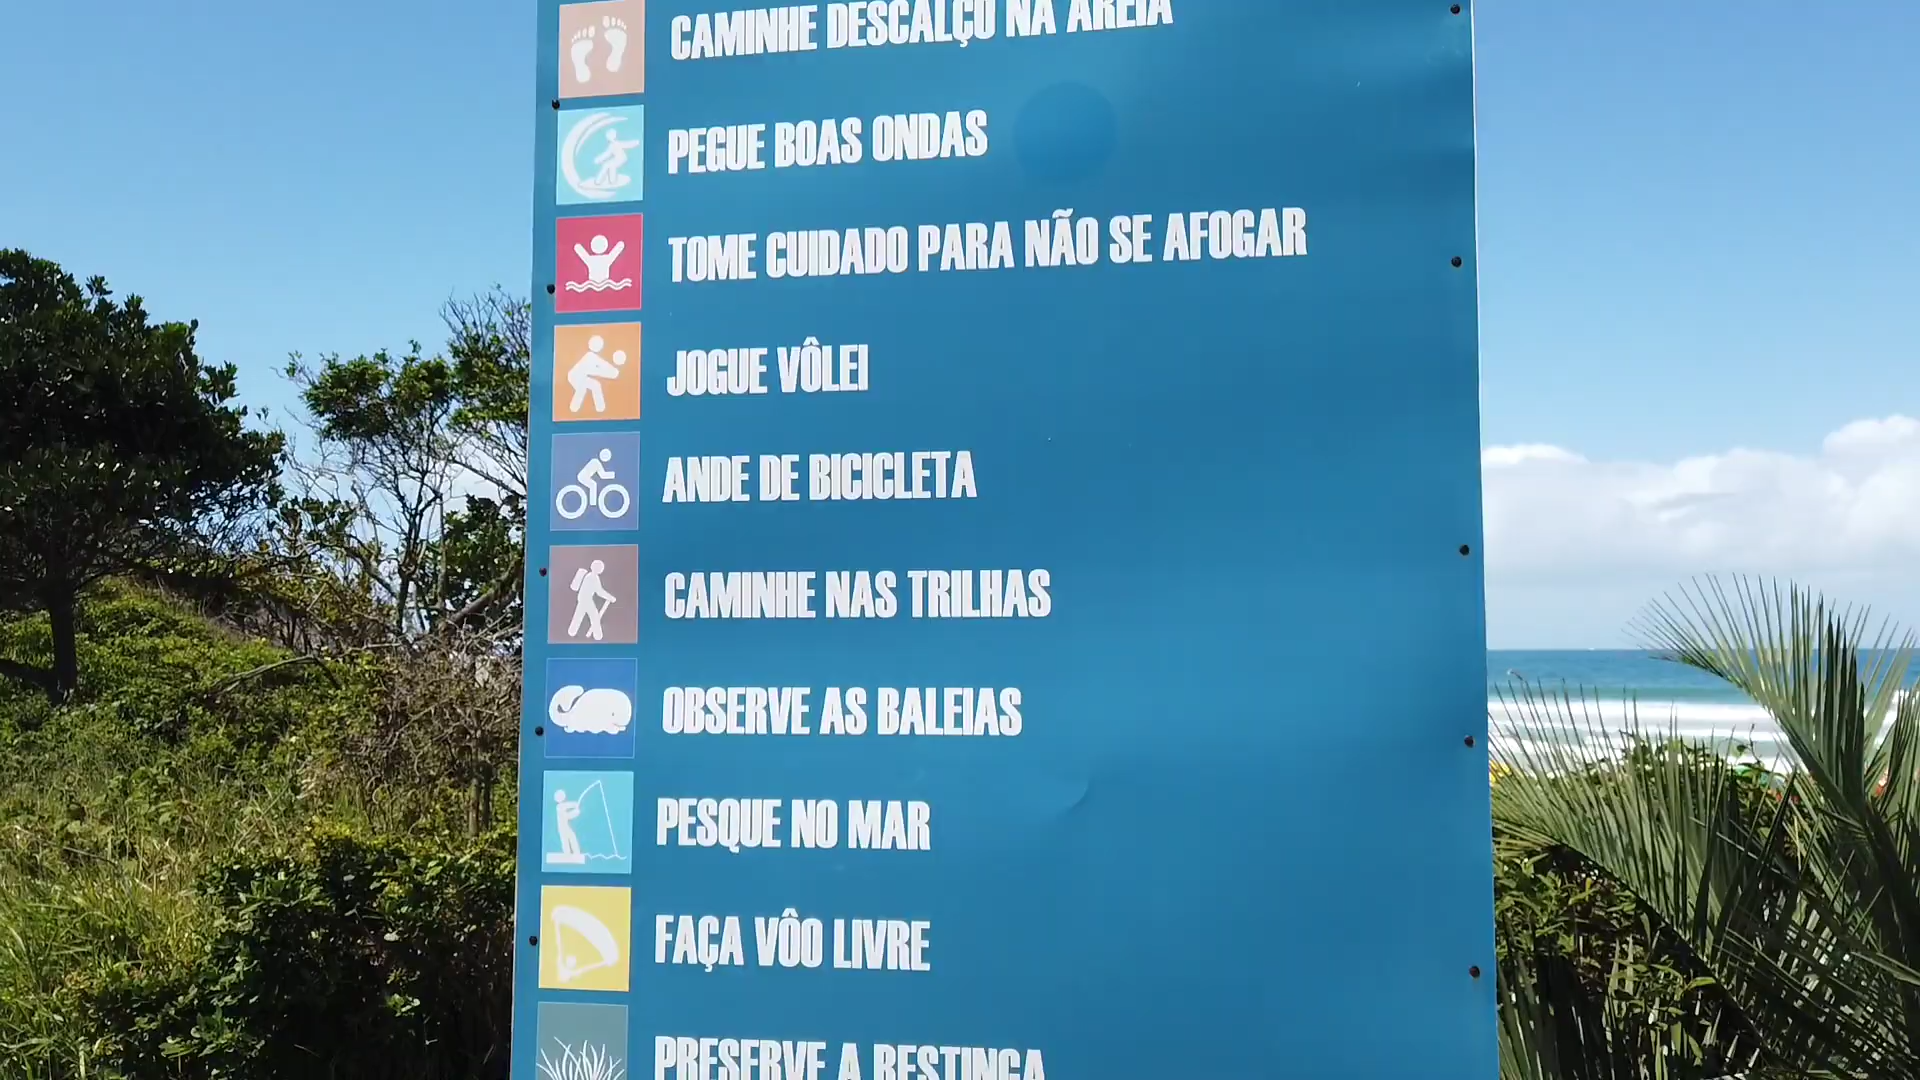 CAMINHE DESCALÇO NA AREIA
PEGUE BOAS ONDAS
TOME CUIDADO PARA NÃO SE AFOGAR
JOGUE VÔLEI
ANDE DE BICICLETA
CAMINHE NAS TRILHAS
OBSERVE AS BALEIAS
PESQUE NO MAR
FAÇA VÔO LIVRE
PRESERVE A RESTINGA